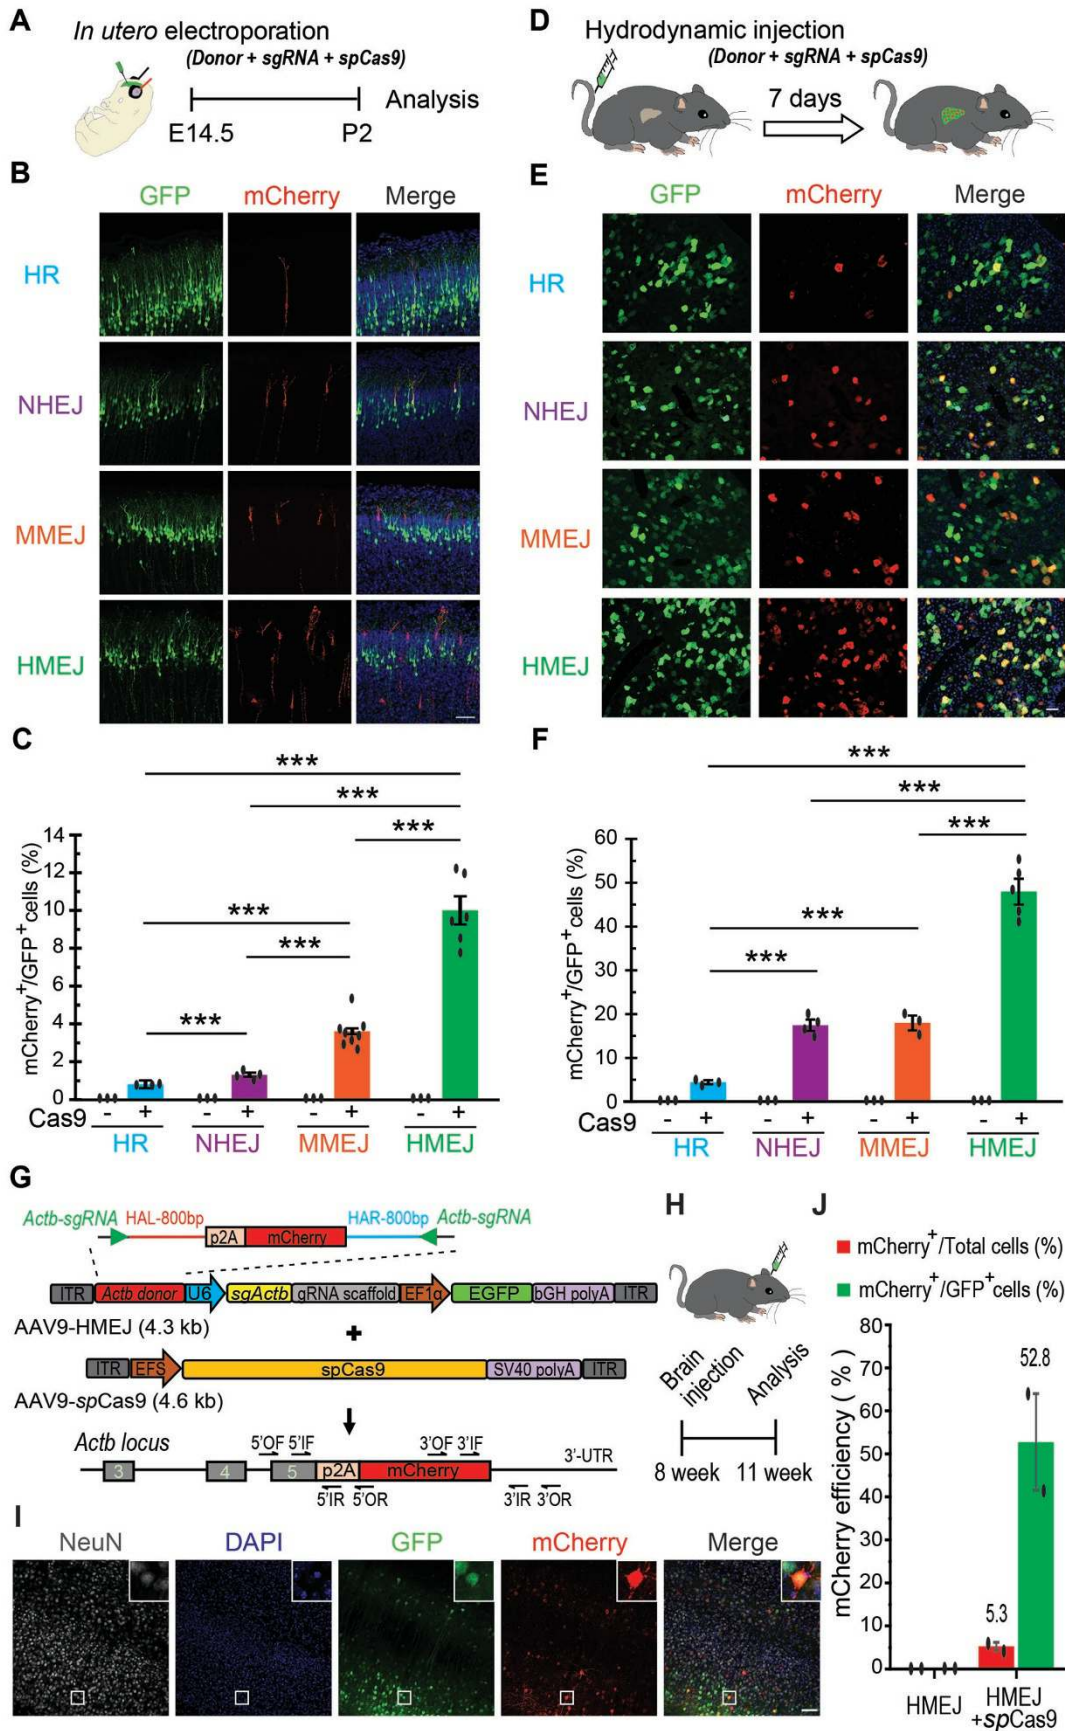 A
In utero electroporation
(Donor + sgRNA + spCas9)
E14.5
P2
Analysis
D
Hydrodynamic injection
(Donor + sgRNA + spCas9)
7 days
B
GFP
mCherry
Merge
HR
NHEJ
MMEJ
HMEJ
E
GFP
mCherry
Merge
HR
NHEJ
MMEJ
HMEJ
C
mCherry+/GFP+cells (%)
14
12
10
8
6
4
2
0
***
***
***
***
***
***
Cas9
- + - + - + - +
HR NHEJ MMEJ HMEJ
F
mCherry+/GFP+cells (%)
60
50
40
30
20
10
0
***
***
***
***
***
Cas9
- + - + - + - +
HR NHEJ MMEJ HMEJ
G
Actb-sgRNA HAL-800bp HAR-800bp Actb-sgRNA
p2A mCherry
ITR Actb donor U6 sgActb gRNA scaffold EF1α EGFP bGH polyA ITR
AAV9-HMEJ (4.3 kb)
+
ITR EFS spCas9 SV40 polyA ITR
AAV9-spCas9 (4.6 kb)
Actb locus
5'OF 5'IF 3'OF 3'IF
3'-UTR
3 4 5 p2A mCherry
5'IR 5'OR 3'IR 3'OR
H
Brain injection
Analysis
8 week 11 week
J
mCherry+/Total cells (%)
mCherry+/GFP+cells (%)
mCherry efficiency ( % )
80
70
60
50
40
30
20
10
0
5.3
52.8
HMEJ
HMEJ
+spCas9
I
NeuN
DAPI
GFP
mCherry
Merge